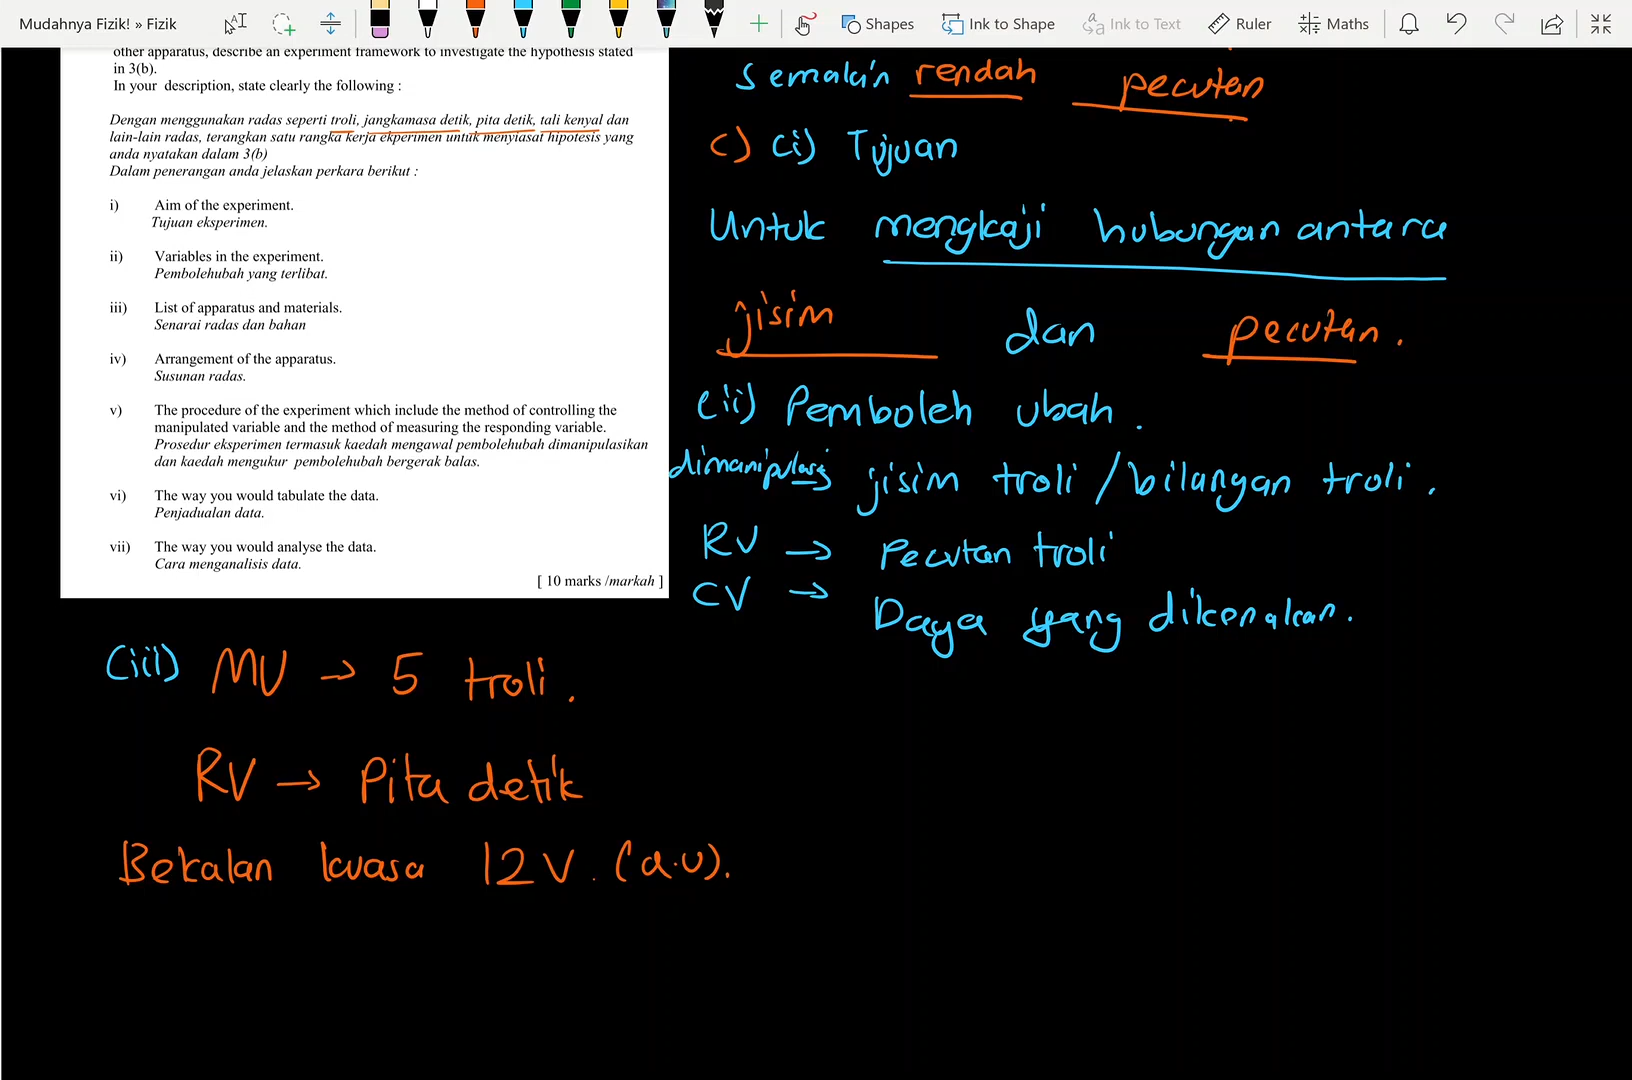 Mudahnya Fizik! » Fizik
Shapes
Ink to Shape
Ink to Text
Ruler
Maths
other apparatus, describe an experiment framework to investigate the hypothesis stated
in 3(b).
In your description, state clearly the following :
Dengan menggunakan radas seperti troli, jangkamasa detik, pita detik, tali kenyal dan
lain-lain radas, terangkan satu rangka kerja ekperimen untuk menyiasat hipotesis yang
anda nyatakan dalam 3(b)
Dalam penerangan anda jelaskan perkara berikut :
i) Aim of the experiment.
Tujuan eksperimen.
ii) Variables in the experiment.
Pembolehubah yang terlibat.
iii) List of apparatus and materials.
Senarai radas dan bahan
iv) Arrangement of the apparatus.
Susunan radas.
v) The procedure of the experiment which include the method of controlling the
manipulated variable and the method of measuring the responding variable.
Prosedur eksperimen termasuk kaedah mengawal pembolehubah dimanipulasikan
dan kaedah mengukur pembolehubah bergerak balas.
vi) The way you would tabulate the data.
Penjadualan data.
vii) The way you would analyse the data.
Cara menganalisis data.
[ 10 marks /markah ]
Semakin rendah pecutan
c) (i) Tujuan
Untuk mengkaji hubungan antara
jisim dan pecutan.
(ii) Pemboleh ubah.
dimanipulasi jisim troli / bilangan troli.
RV → Pecutan troli
CV → Daya yang dikenakan.
(iii) MV → 5 troli.
RV → Pita detik
Bekalan kuasa 12 V. (a.u).